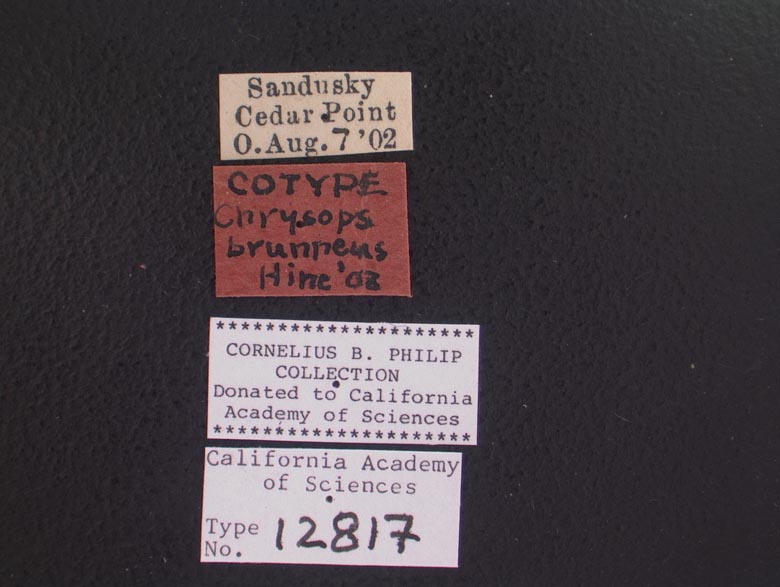 Sandusky
Cedar Point
O.Aug.7'02
COTYPE
Chrysops
brunneus
Hine '03
**********************
CORNELIUS B. PHILIP
COLLECTION
Donated to California
Academy of Sciences
**********************
California Academy
of Sciences
Type
No. 12817